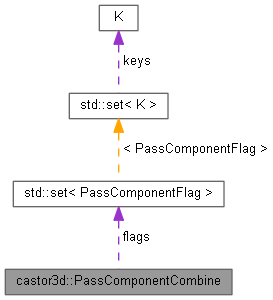 K
keys
std::set< K >
< PassComponentFlag >
std::set< PassComponentFlag >
flags
castor3d::PassComponentCombine